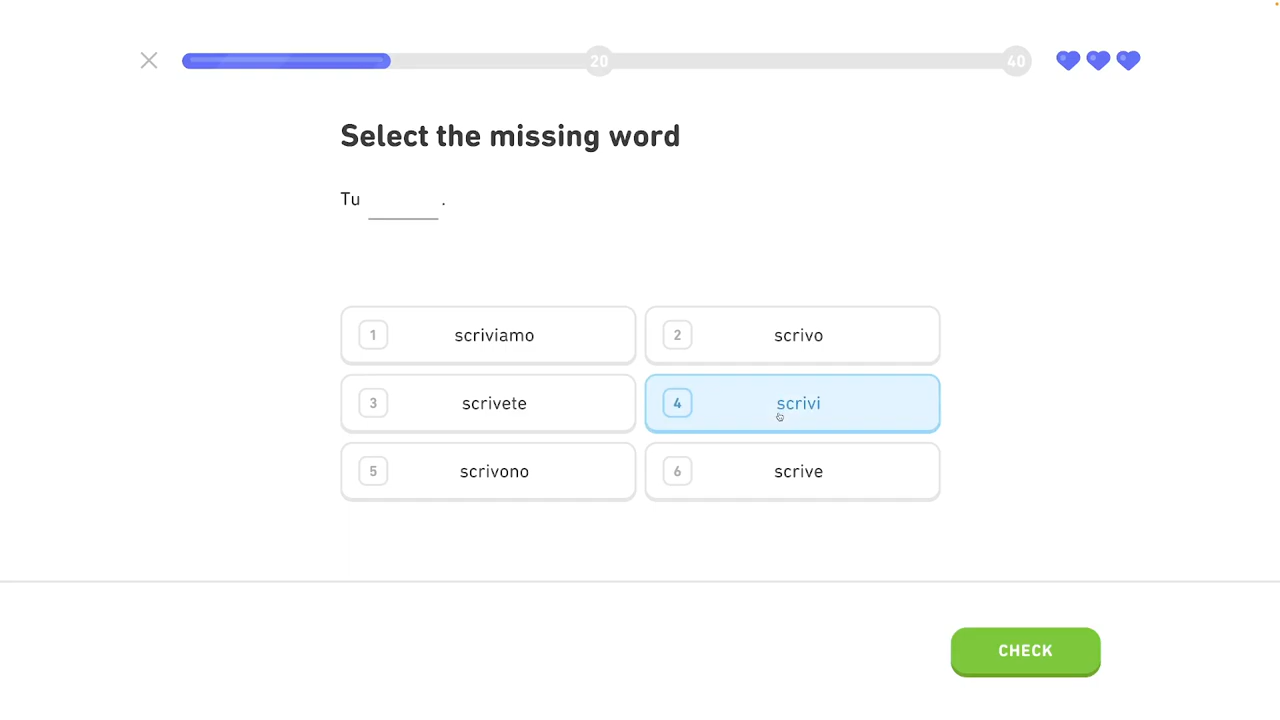 20
40
Select the missing word
Tu ______ .
1 scriviamo
2 scrivo
3 scrivete
4 scrivi
5 scrivono
6 scrive
CHECK